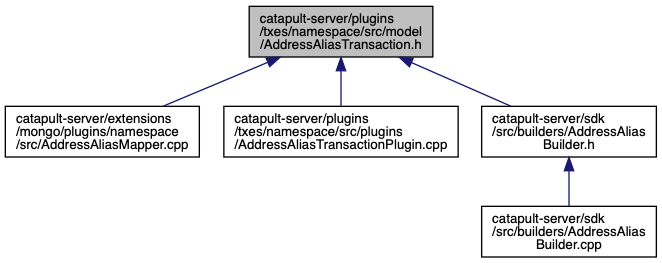 catapult-server/plugins
/txes/namespace/src/model
/AddressAliasTransaction.h
catapult-server/extensions
/mongo/plugins/namespace
/src/AddressAliasMapper.cpp
catapult-server/plugins
/txes/namespace/src/plugins
/AddressAliasTransactionPlugin.cpp
catapult-server/sdk
/src/builders/AddressAlias
Builder.h
catapult-server/sdk
/src/builders/AddressAlias
Builder.cpp